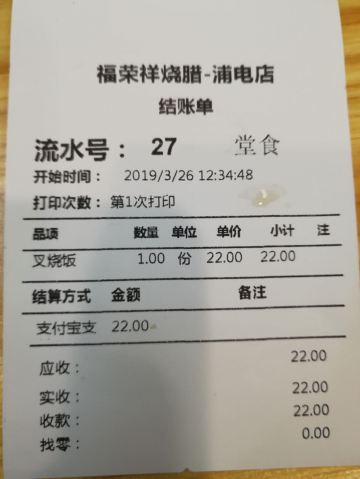 福荣祥烧腊-浦电店
结账单
流水号： 27 堂食
开始时间： 2019/3/26 12:34:48
打印次数： 第1次打印
品项 数量 单位 单价 小计 注
叉烧饭 1.00 份 22.00 22.00
结算方式 金额 备注
支付宝支 22.00
应收： 22.00
实收： 22.00
收款： 22.00
找零： 0.00